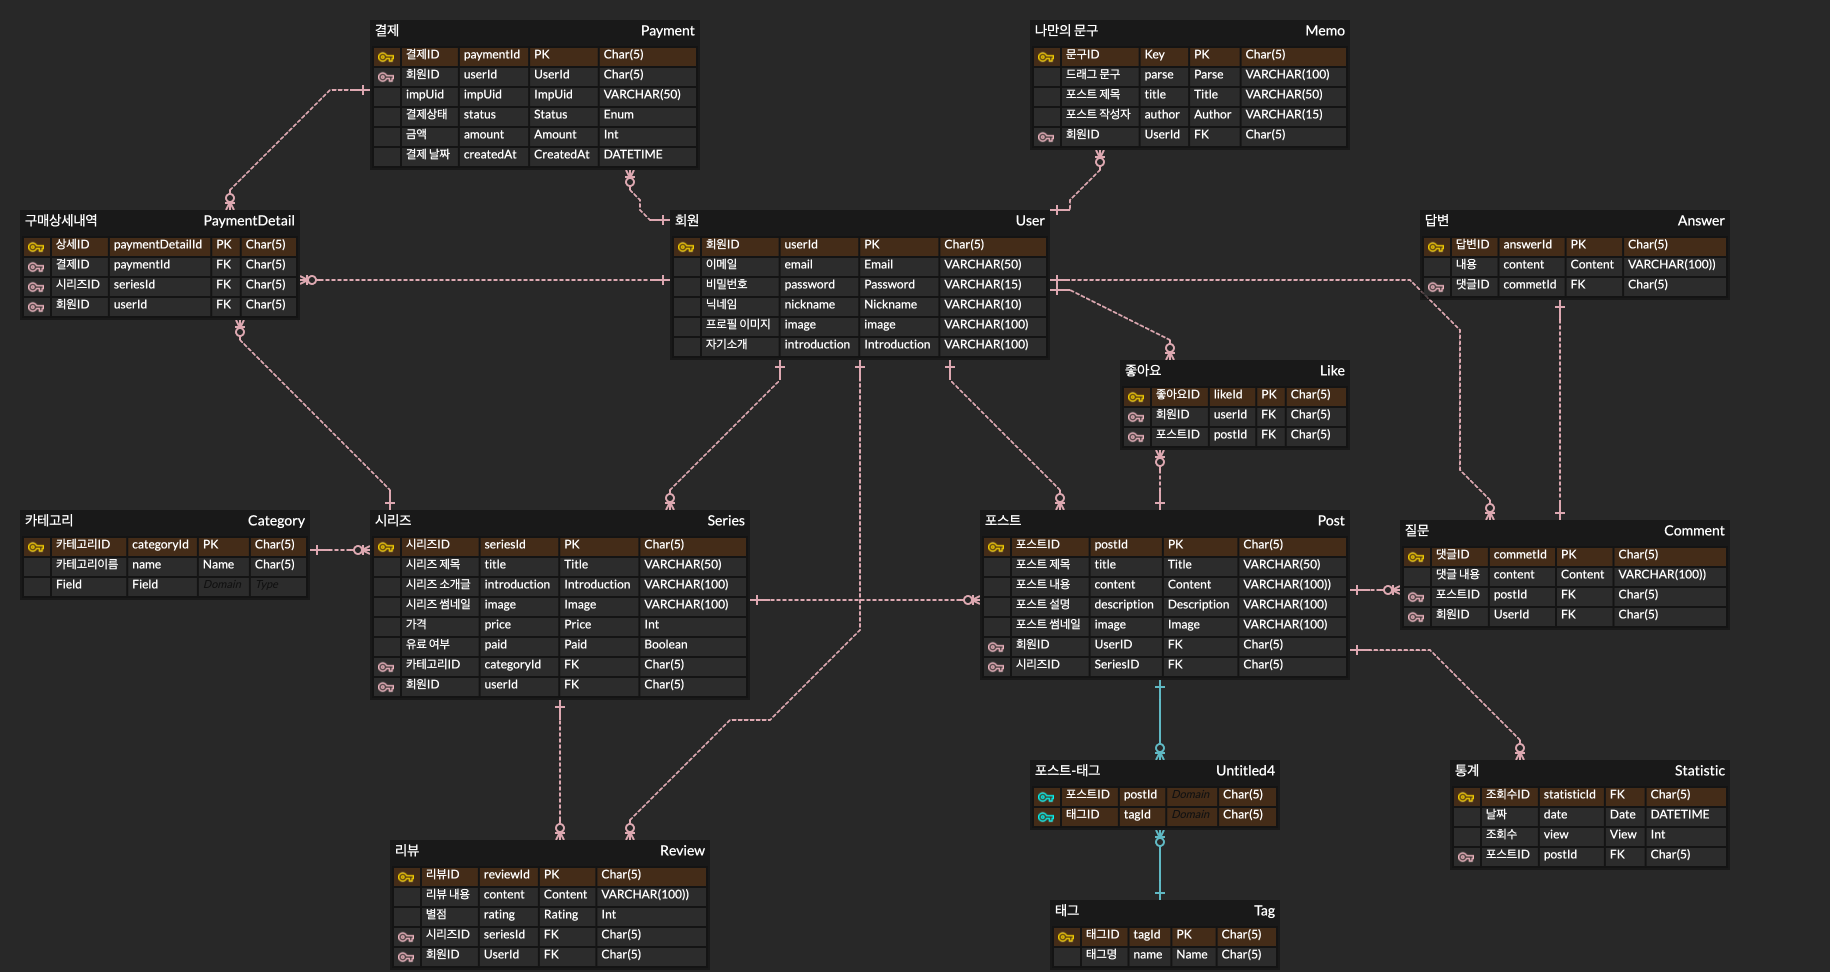 결제 Payment
결제ID paymentId PK Char(5)
회원ID userId UserId Char(5)
impUid impUid ImpUid VARCHAR(50)
결제상태 status Status Enum
금액 amount Amount Int
결제 날짜 createdAt CreatedAt DATETIME
나만의 문구 Memo
문구ID Key PK Char(5)
드래그 문구 parse Parse VARCHAR(100)
포스트 제목 title Title VARCHAR(50)
포스트 작성자 author Author VARCHAR(15)
회원ID UserId FK Char(5)
구매상세내역 PaymentDetail
상세ID paymentDetailId PK Char(5)
결제ID paymentId FK Char(5)
시리즈ID seriesId FK Char(5)
회원ID userId FK Char(5)
회원 User
회원ID userId PK Char(5)
이메일 email Email VARCHAR(50)
비밀번호 password Password VARCHAR(15)
닉네임 nickname Nickname VARCHAR(10)
프로필 이미지 image image VARCHAR(100)
자기소개 introduction Introduction VARCHAR(100)
답변 Answer
답변ID answerId PK Char(5)
내용 content Content VARCHAR(100))
댓글ID commetId FK Char(5)
좋아요 Like
좋아요ID likeId PK Char(5)
회원ID userId FK Char(5)
포스트ID postId FK Char(5)
카테고리 Category
카테고리ID categoryId PK Char(5)
카테고리이름 name Name Char(5)
Field Field Domain Type
시리즈 Series
시리즈ID seriesId PK Char(5)
시리즈 제목 title Title VARCHAR(50)
시리즈 소개글 introduction Introduction VARCHAR(100)
시리즈 썸네일 image Image VARCHAR(100)
가격 price Price Int
유료 여부 paid Paid Boolean
카테고리ID categoryId FK Char(5)
회원ID userId FK Char(5)
포스트 Post
포스트ID postId PK Char(5)
포스트 제목 title Title VARCHAR(50)
포스트 내용 content Content VARCHAR(100))
포스트 설명 description Description VARCHAR(100)
포스트 썸네일 image Image VARCHAR(100)
회원ID UserID FK Char(5)
시리즈ID SeriesID FK Char(5)
질문 Comment
댓글ID commetId PK Char(5)
댓글 내용 content Content VARCHAR(100))
포스트ID postId FK Char(5)
회원ID UserId FK Char(5)
포스트-태그 Untitled4
포스트ID postId Domain Char(5)
태그ID tagId Domain Char(5)
통계 Statistic
조회수ID statisticId FK Char(5)
날짜 date Date DATETIME
조회수 view View Int
포스트ID postId FK Char(5)
리뷰 Review
리뷰ID reviewId PK Char(5)
리뷰 내용 content Content VARCHAR(100))
별점 rating Rating Int
시리즈ID seriesId FK Char(5)
회원ID UserId FK Char(5)
태그 Tag
태그ID tagId PK Char(5)
태그명 name Name Char(5)